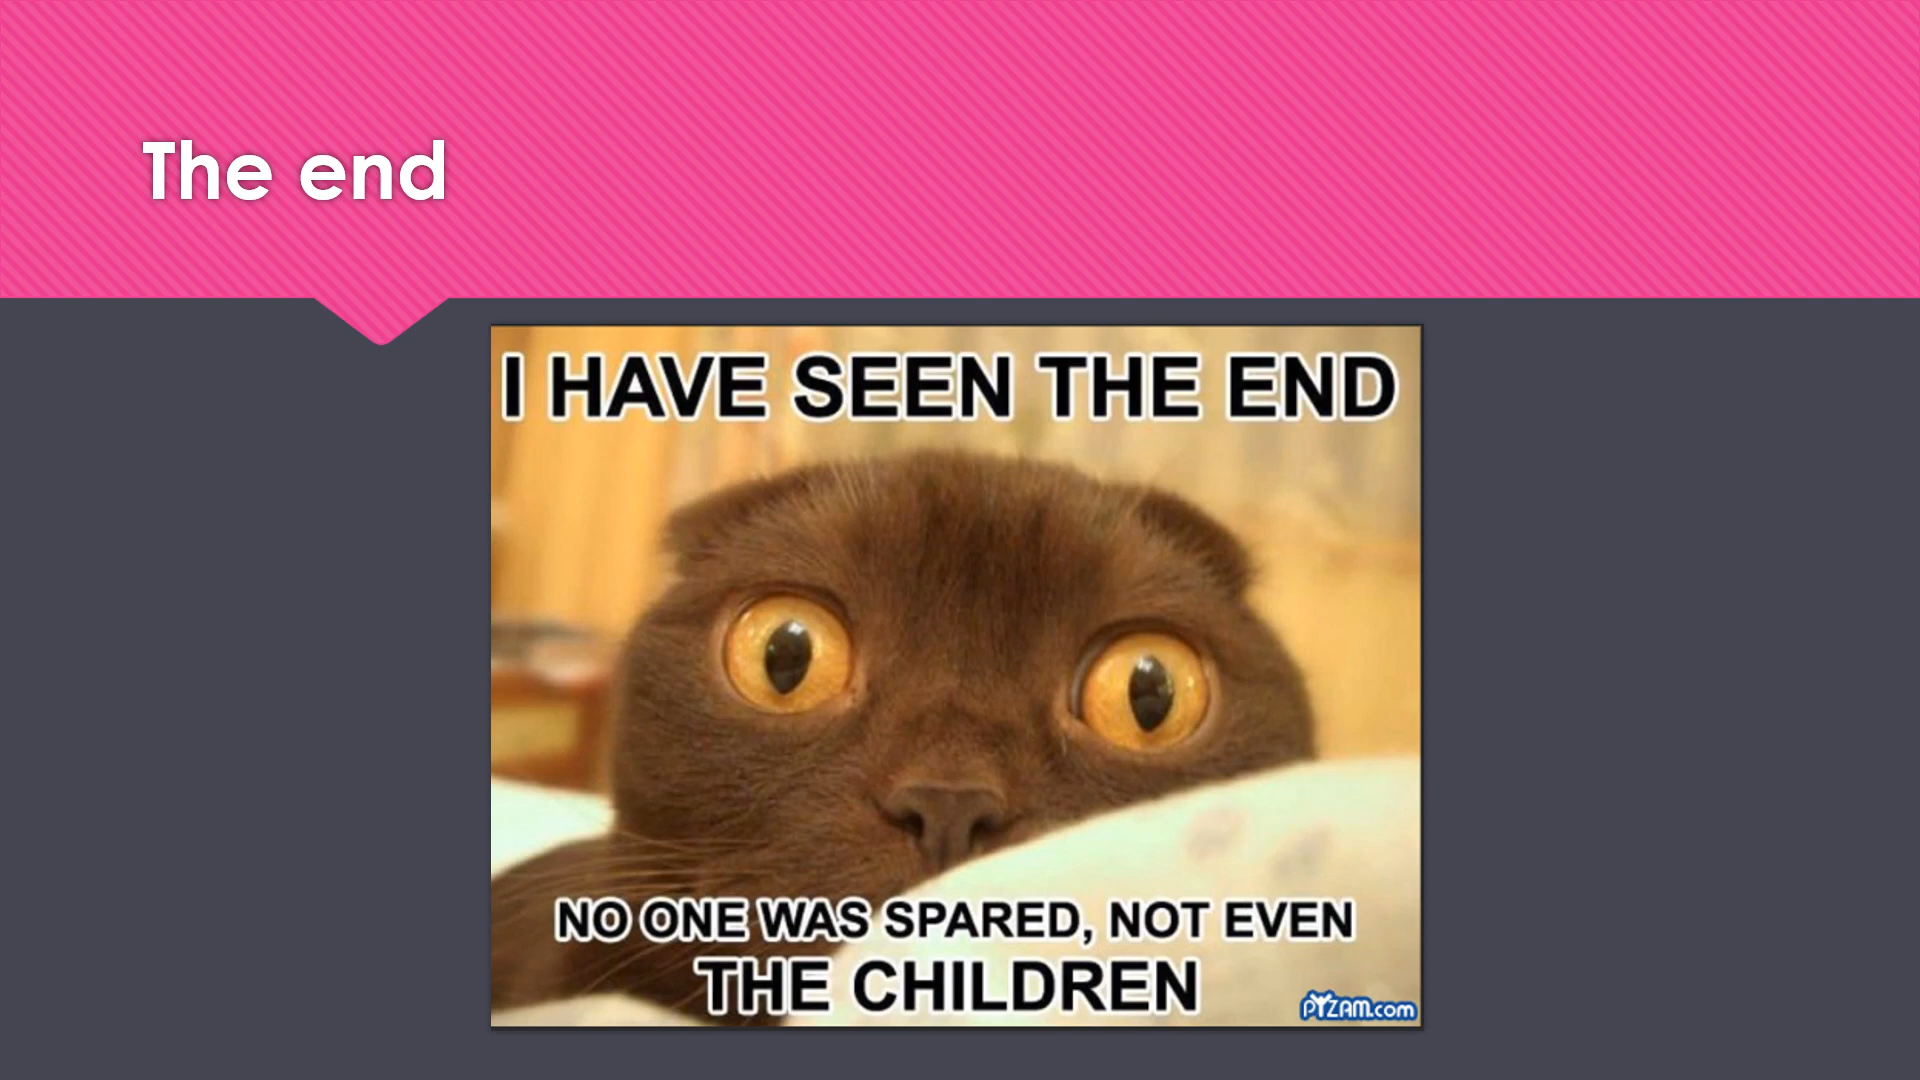 The end
I HAVE SEEN THE END
NO ONE WAS SPARED, NOT EVEN
THE CHILDREN
PYZAM.com